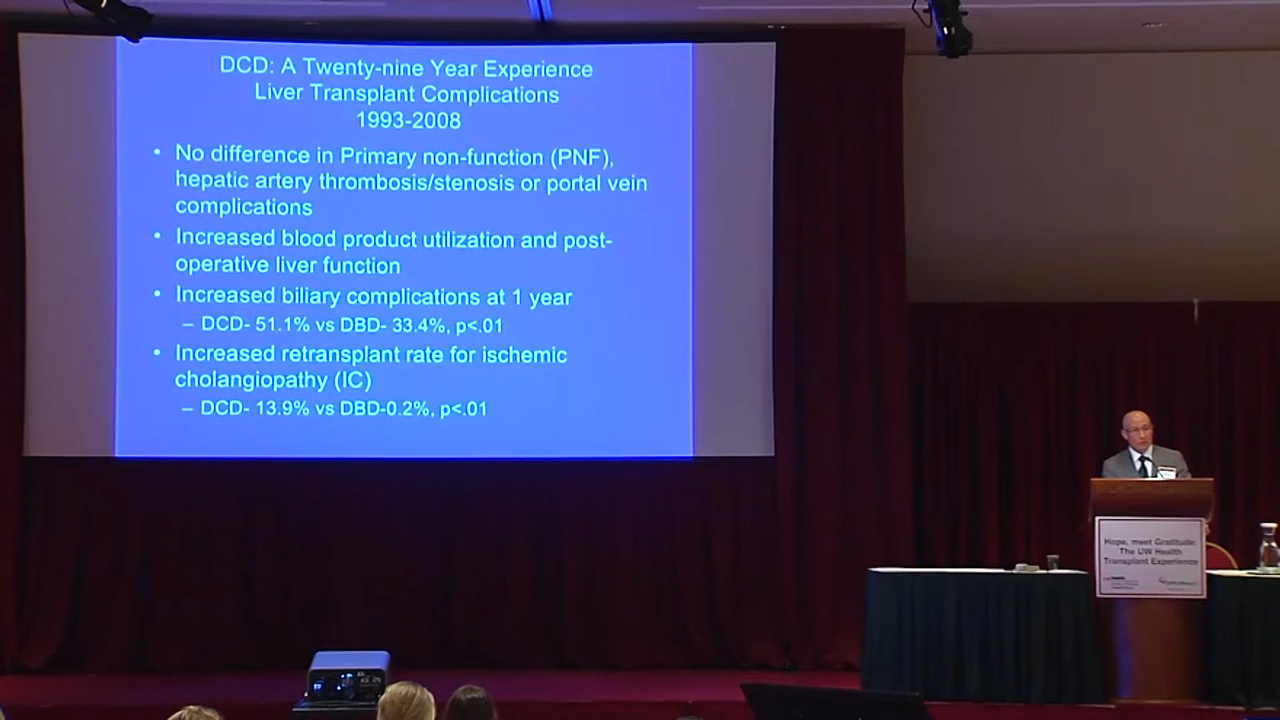 DCD: A Twenty-nine Year Experience
Liver Transplant Complications
1993-2008
• No difference in Primary non-function (PNF),
hepatic artery thrombosis/stenosis or portal vein
complications
• Increased blood product utilization and post-
operative liver function
• Increased biliary complications at 1 year
– DCD- 51.1% vs DBD- 33.4%, p<.01
• Increased retransplant rate for ischemic
cholangiopathy (IC)
– DCD- 13.9% vs DBD-0.2%, p<.01
Hope, meet Gratitude:
The UW Health
Transplant Experience